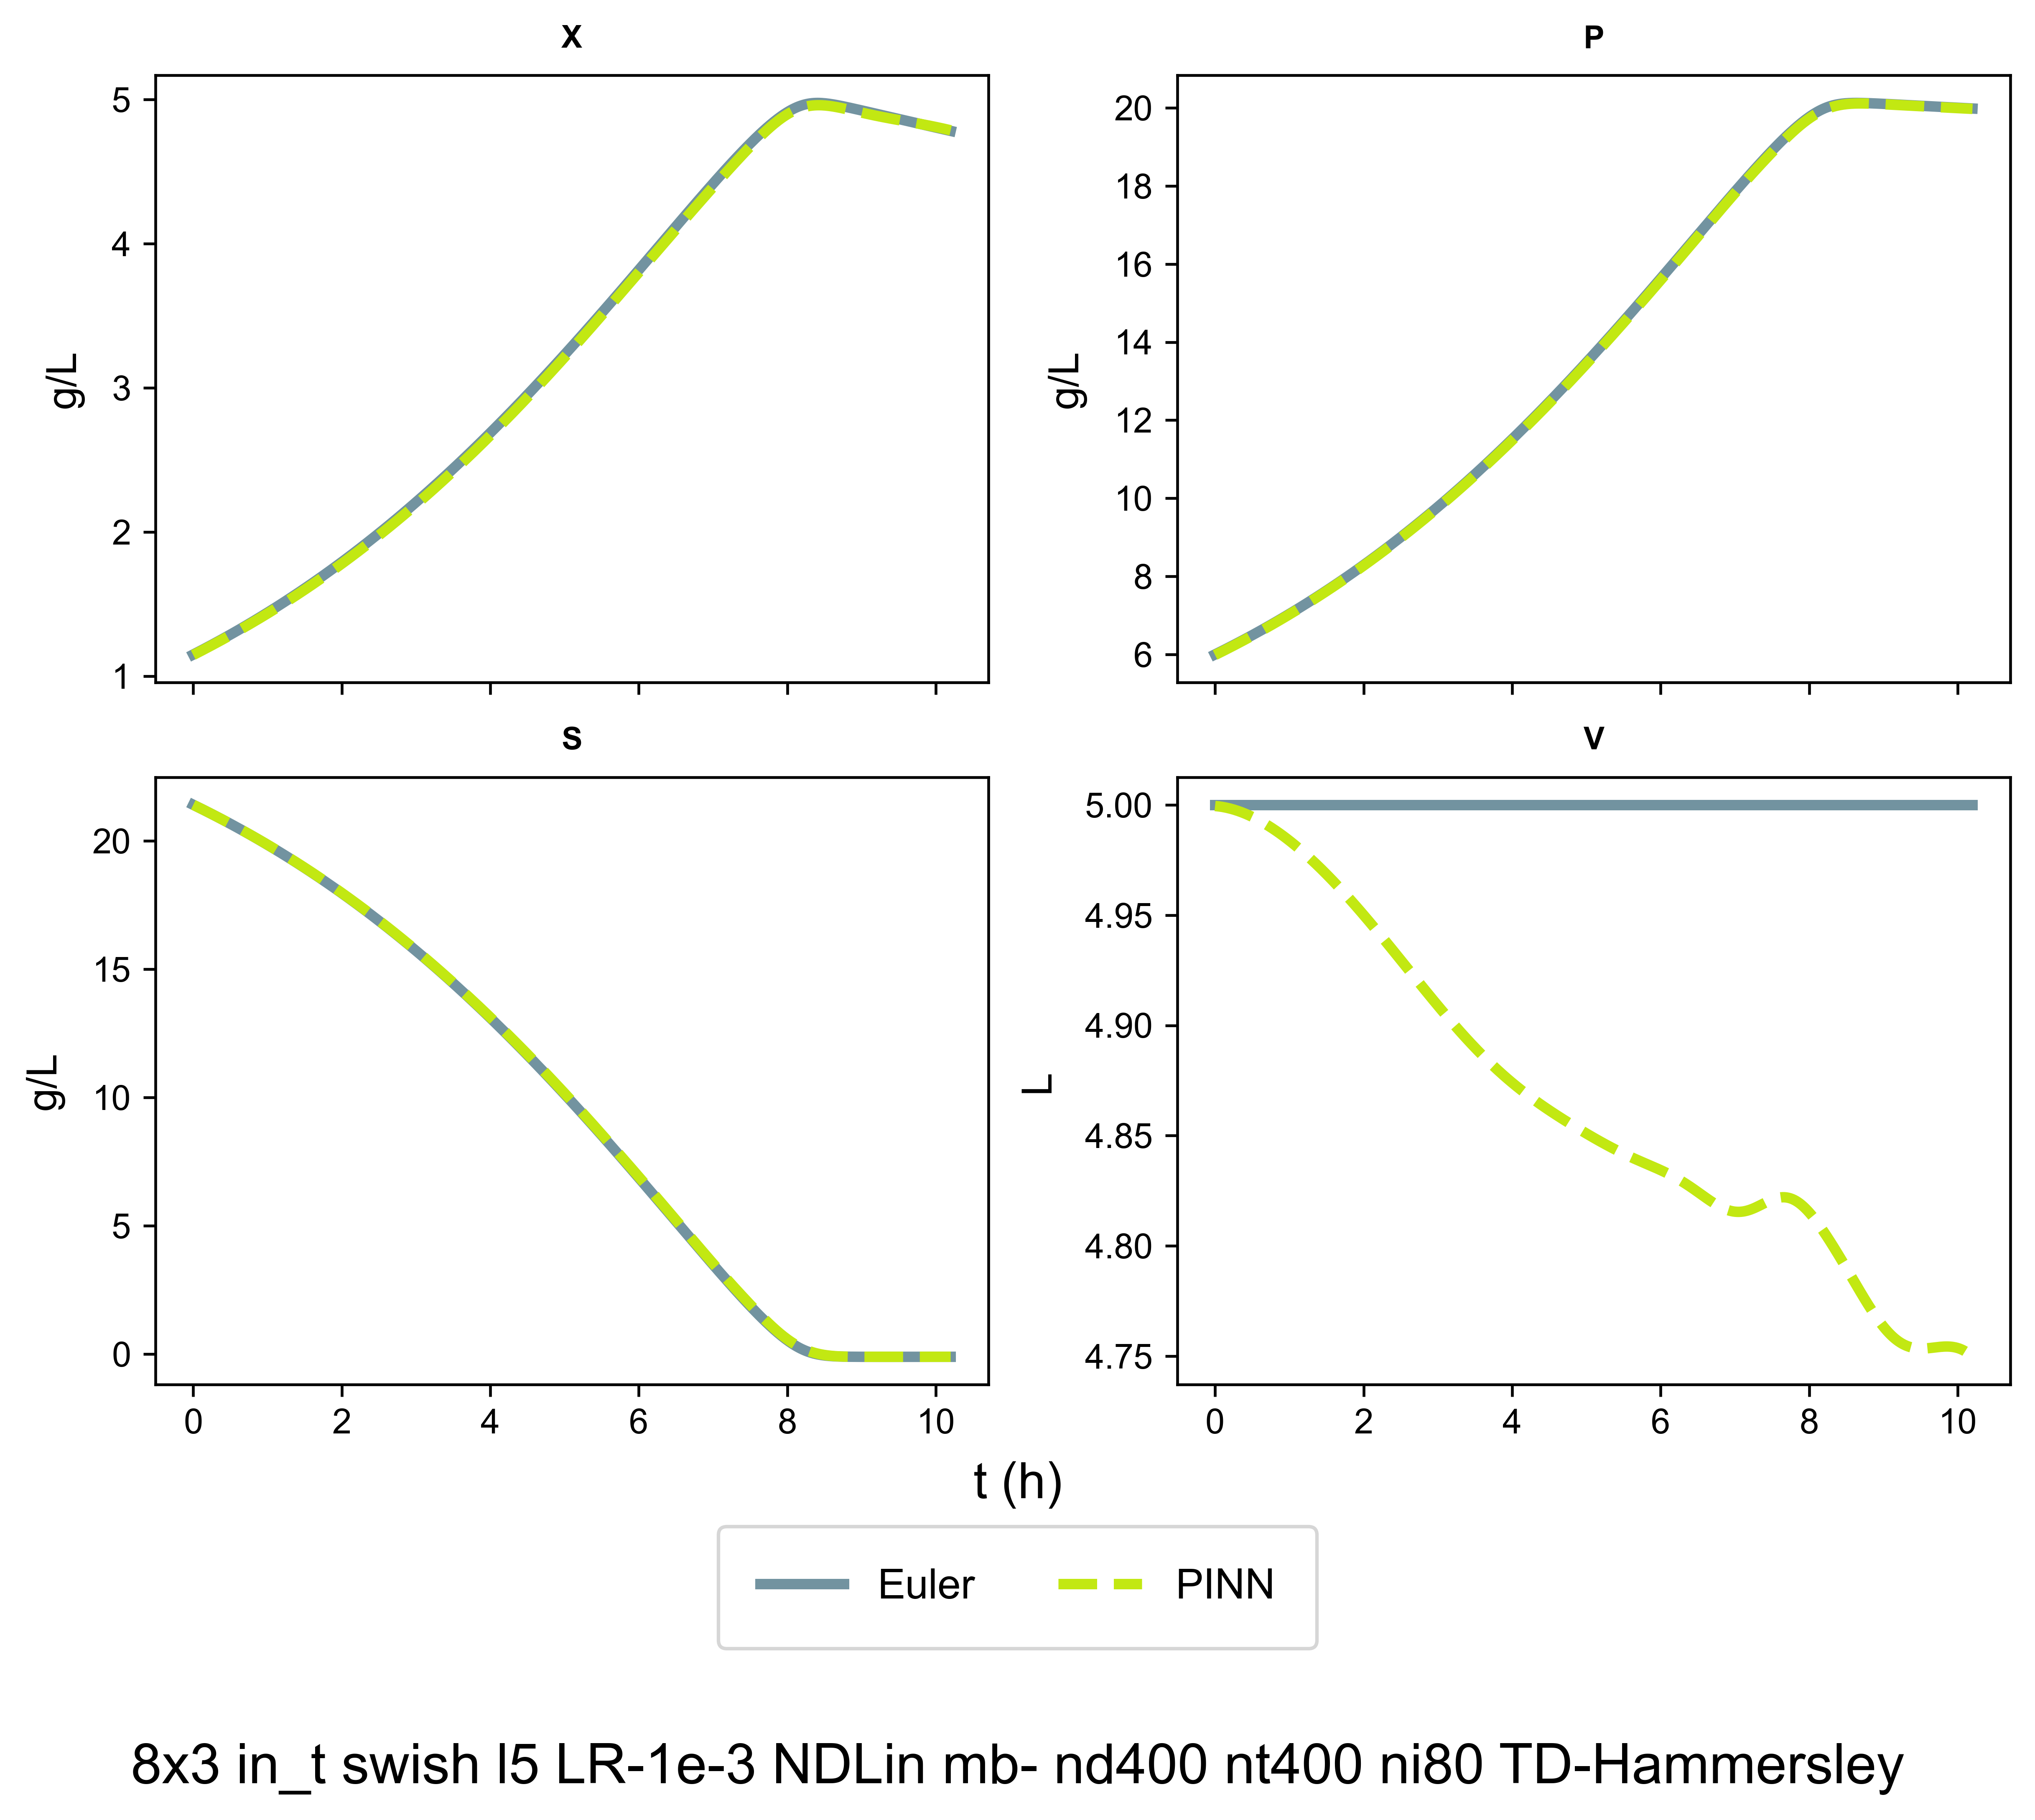 X
5
4
3
2
1
g/L
P
20
18
16
14
12
10
8
6
g/L
S
20
15
10
5
0
g/L
0 2 4 6 8 10
V
5.00
4.95
4.90
4.85
4.80
4.75
L
0 2 4 6 8 10
t (h)
Euler PINN
8x3 in_t swish l5 LR-1e-3 NDLin mb- nd400 nt400 ni80 TD-Hammersley